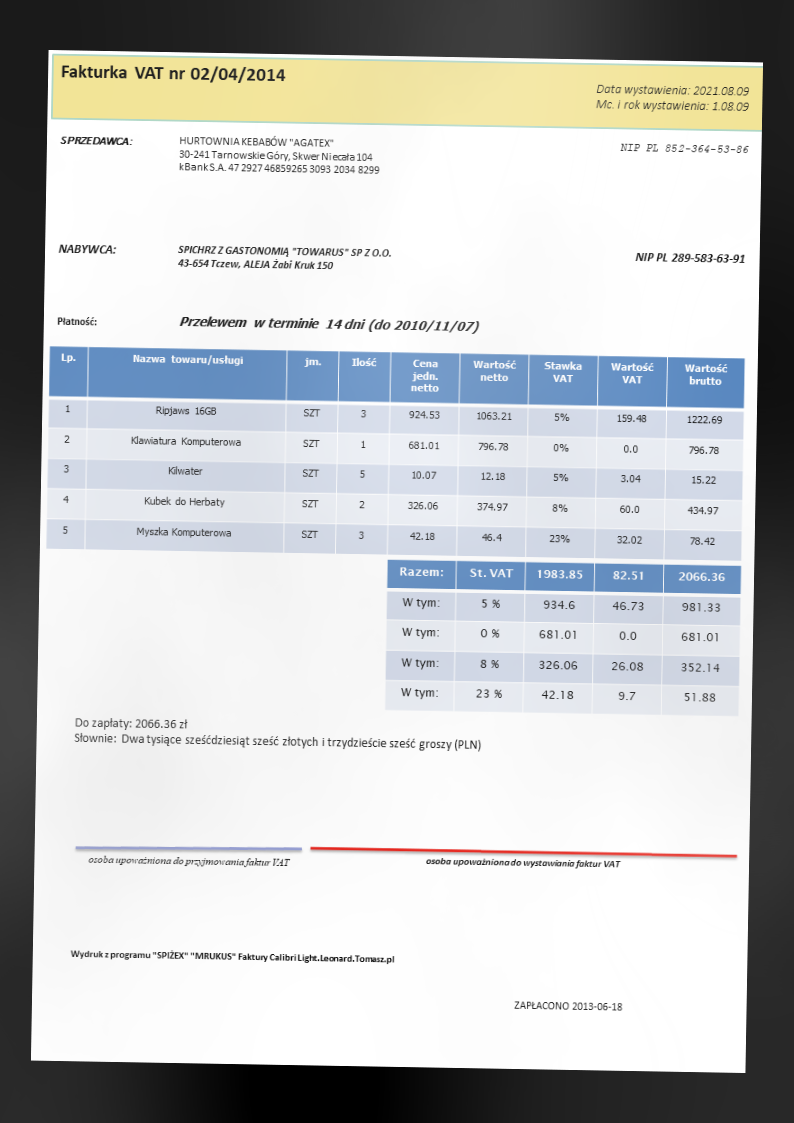 Fakturka VAT nr 02/04/2014
Data wystawienia: 2021.08.09
Mc. i rok wystawienia: 1.08.09
SPRZEDAWCA: HURTOWNIA KEBABÓW "AGATEX" NIP PL 852-364-53-86
30-241 Tarnowskie Góry, Skwer Niecała 104
kBank S.A. 47 2927 46859265 3093 2034 8299
NABYWCA: SPICHRZ Z GASTONOMIĄ "TOWARUS" SP Z O.O. NIP PL 289-583-63-91
43-654 Tczew, ALEJA Żabi Kruk 150
Płatność: Przelewem w terminie 14 dni (do 2010/11/07)
Lp. Nazwa towaru/usługi jm. Ilość Cena jedn. netto Wartość netto Stawka VAT Wartość VAT Wartość brutto
1 Ripjaws 16GB SZT 3 924.53 1063.21 5% 159.48 1222.69
2 Klawiatura Komputerowa SZT 1 681.01 796.78 0% 0.0 796.78
3 Kilwater SZT 5 10.07 12.18 5% 3.04 15.22
4 Kubek do Herbaty SZT 2 326.06 374.97 8% 60.0 434.97
5 Myszka Komputerowa SZT 3 42.18 46.4 23% 32.02 78.42
Razem: St. VAT 1983.85 82.51 2066.36
W tym: 5 % 934.6 46.73 981.33
W tym: 0 % 681.01 0.0 681.01
W tym: 8 % 326.06 26.08 352.14
W tym: 23 % 42.18 9.7 51.88
Do zapłaty: 2066.36 zł
Słownie: Dwa tysiące sześćdziesiąt sześć złotych i trzydzieście sześć groszy (PLN)
osoba upoważniona do przyjmowania faktur VAT osoba upoważniona do wystawiania faktur VAT
Wydruk z programu "SPIŻEX" "MRUKUS" Faktury Calibri Light.Leonard.Tomasz.pl
ZAPŁACONO 2013-06-18